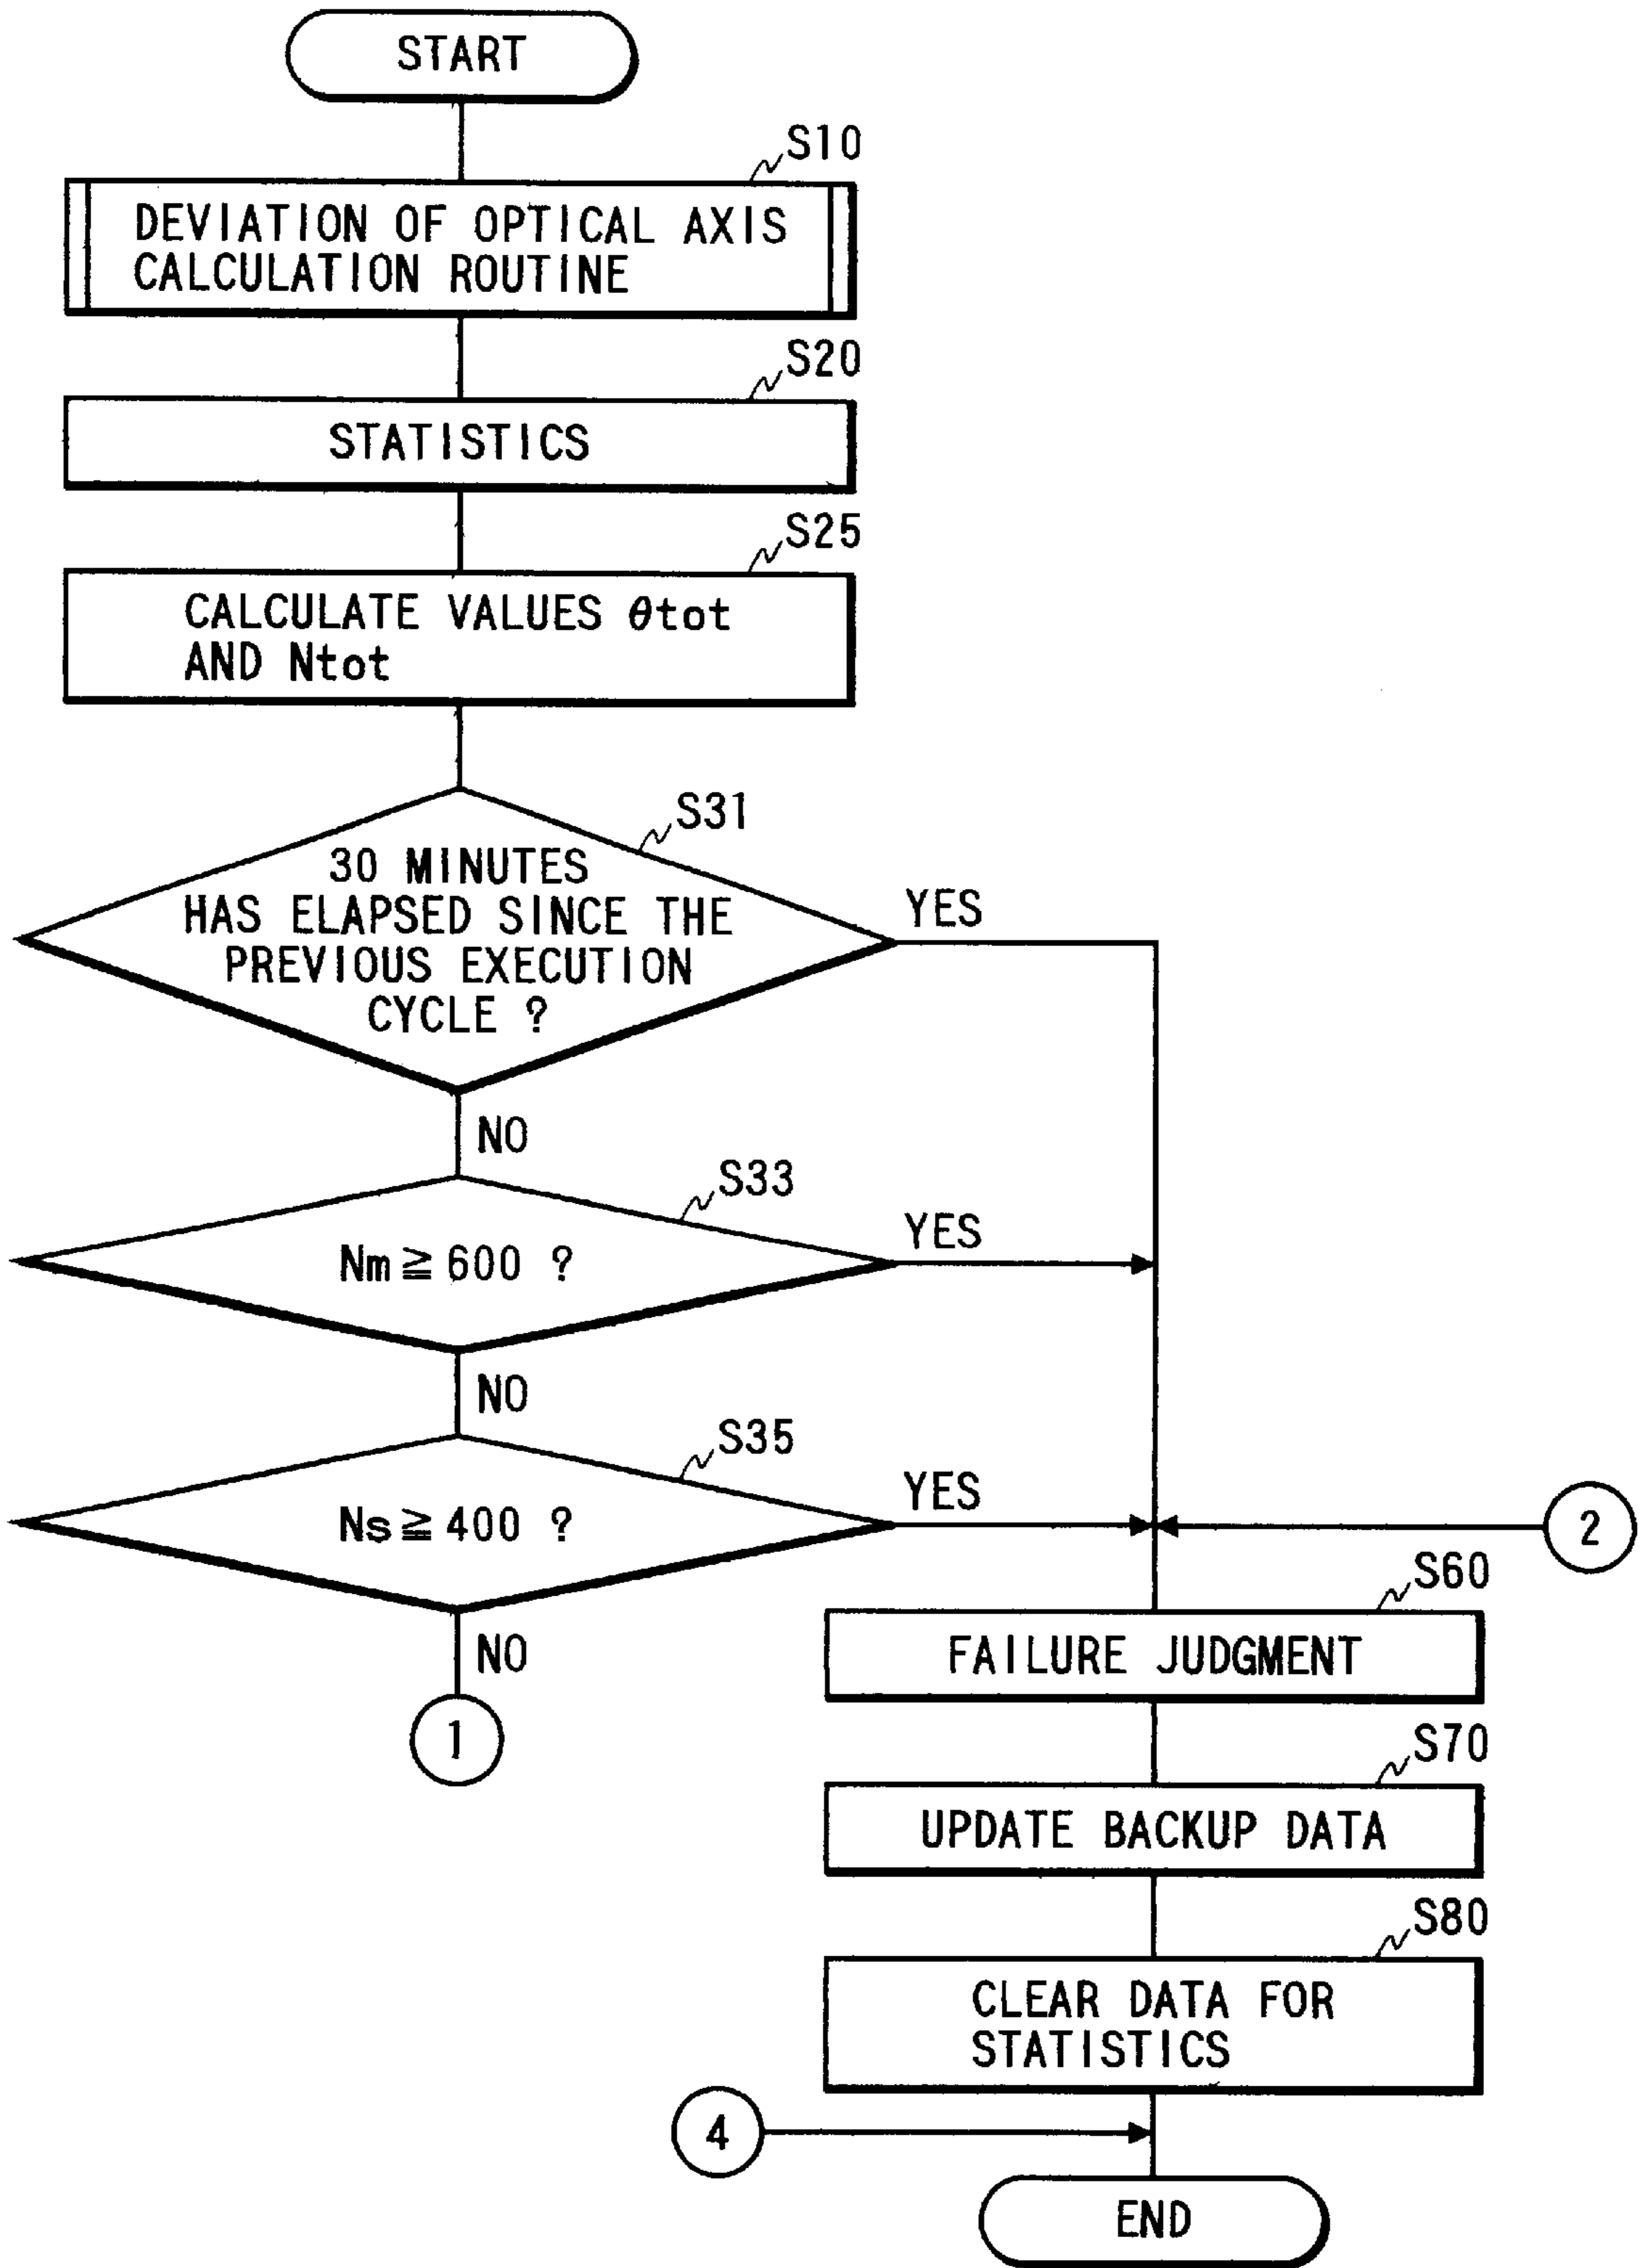 START
S10
DEVIATION OF OPTICAL AXIS
CALCULATION ROUTINE
S20
STATISTICS
S25
CALCULATE VALUES θtot
AND Ntot
S31
30 MINUTES
HAS ELAPSED SINCE THE
PREVIOUS EXECUTION
CYCLE ?
YES
NO
S33
Nm ≧ 600 ?
YES
NO
S35
Ns ≧ 400 ?
YES
NO
1
2
S60
FAILURE JUDGMENT
S70
UPDATE BACKUP DATA
S80
CLEAR DATA FOR
STATISTICS
4
END